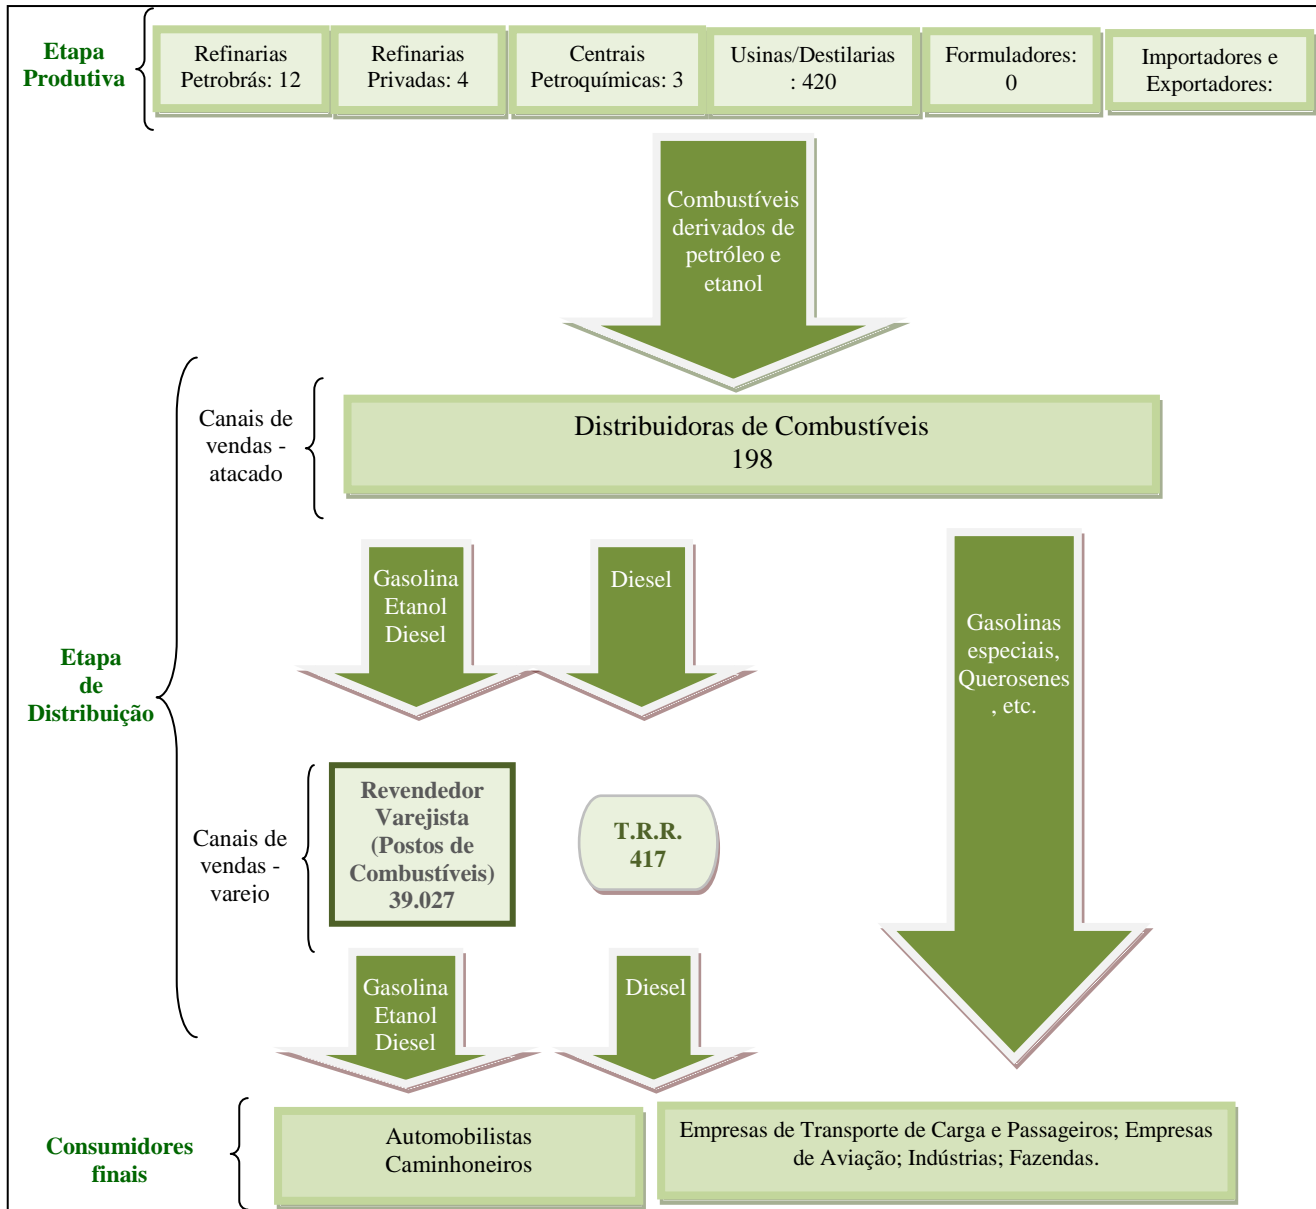 Etapa
Produtiva
Refinarias
Petrobrás: 12
Refinarias
Privadas: 4
Centrais
Petroquímicas: 3
Usinas/Destilarias
: 420
Formuladores:
0
Importadores e
Exportadores:
Combustíveis
derivados de
petróleo e
etanol
Canais de
vendas -
atacado
Distribuidoras de Combustíveis
198
Gasolina
Etanol
Diesel
Diesel
Gasolinas
especiais,
Querosenes
, etc.
Etapa
de
Distribuição
Canais de
vendas -
varejo
Revendedor
Varejista
(Postos de
Combustíveis)
39.027
T.R.R.
417
Gasolina
Etanol
Diesel
Diesel
Consumidores
finais
Automobilistas
Caminhoneiros
Empresas de Transporte de Carga e Passageiros; Empresas
de Aviação; Indústrias; Fazendas.